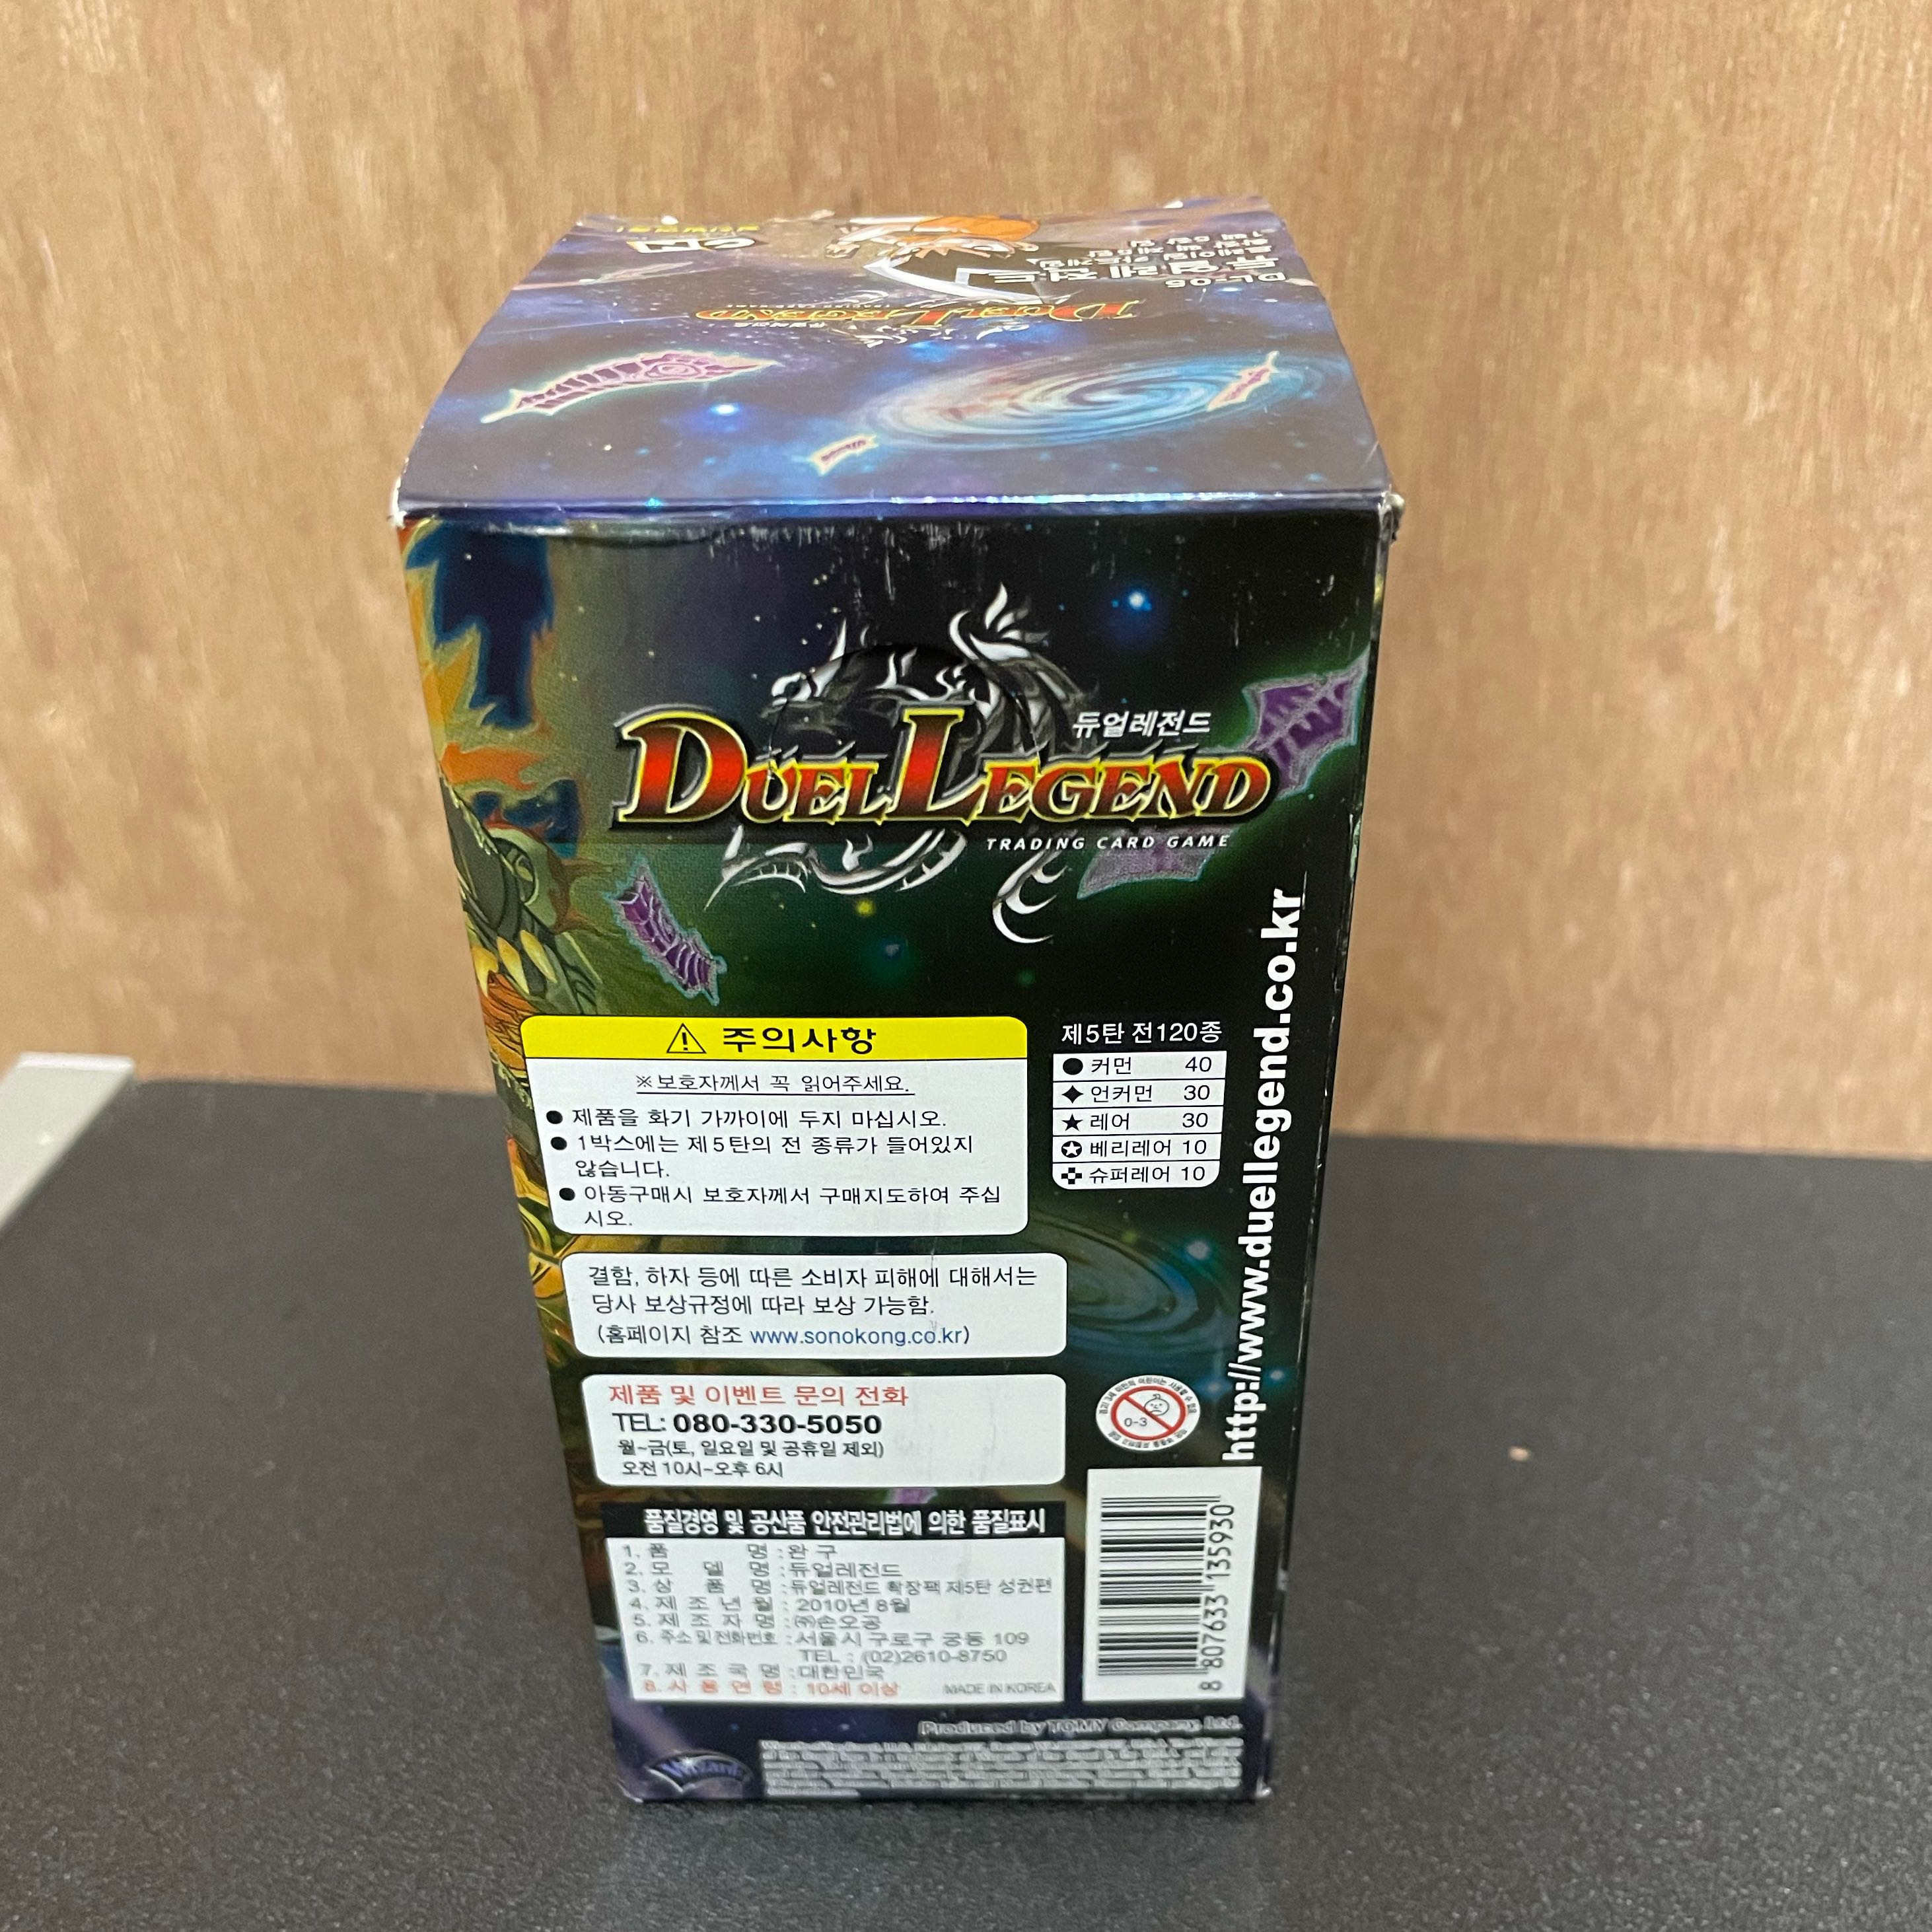 DL-05
듀얼레전드
DUEL LEGEND
듀얼레전드
DUEL LEGEND
TRADING CARD GAME
⚠ 주의사항
※보호자께서 꼭 읽어주세요.
● 제품을 화기 가까이에 두지 마십시오.
● 1박스에는 제5탄의 전 종류가 들어있지
않습니다.
● 아동구매시 보호자께서 구매지도하여 주십
시오.
제5탄 전120종
● 커먼 40
✦ 언커먼 30
★ 레어 30
✪ 베리레어 10
슈퍼레어 10
http://www.duellegend.co.kr
결함, 하자 등에 따른 소비자 피해에 대해서는
당사 보상규정에 따라 보상 가능함.
(홈페이지 참조 www.sonokong.co.kr)
제품 및 이벤트 문의 전화
TEL: 080-330-5050
월~금(토, 일요일 및 공휴일 제외)
오전 10시~오후 6시
0-3
품질경영 및 공산품 안전관리법에 의한 품질표시
1. 품 명 : 완 구
2. 모 델 명 : 듀얼레전드
3. 상 품 명 : 듀얼레전드 확장팩 제5탄 성권편
4. 제 조 년 월 : 2010년 8월
5. 제 조 자 명 : ㈜손오공
6. 주소 및 전화번호 : 서울시 구로구 궁동 109
TEL : (02)2610-8750
7. 제 조 국 명 : 대한민국
8. 사 용 연 령 : 10세 이상 MADE IN KOREA
8 807633 135930
Produced by TOMY Company, Ltd.
Wizards